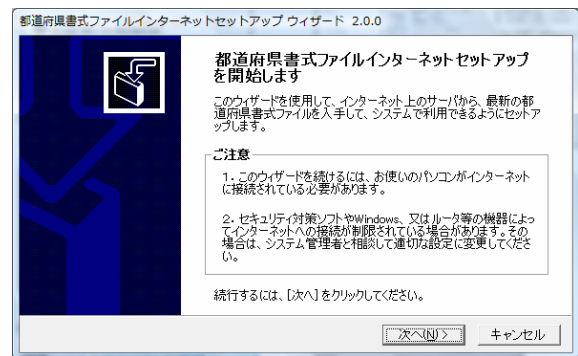 都道府県書式ファイルインターネットセットアップ ウィザード 2.0.0
都道府県書式ファイルインターネットセットアップ
を開始します
このウィザードを使用して、インターネット上のサーバから、最新の都
道府県書式ファイルを入手して、システムで利用できるようにセットア
ップします。
ご注意
1. このウィザードを続けるには、お使いのパソコンがインターネット
に接続されている必要があります。
2. セキュリティ対策ソフトやWindows、又はルータ等の機器によっ
てインターネットへの接続が制限されている場合があります。その
場合は、システム管理者と相談して適切な設定に変更してくださ
い。
続行するには、[次へ]をクリックしてください。
次へ(N) >
キャンセル